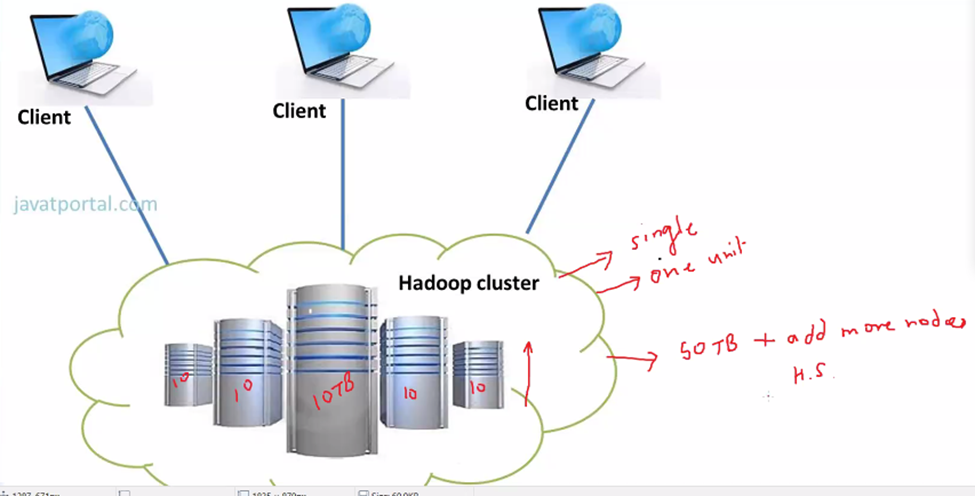 Client
Client
Client
javatportal.com
single
one unit
Hadoop cluster
50TB + add more nodes
H.S.
10
10
10TB
10
10